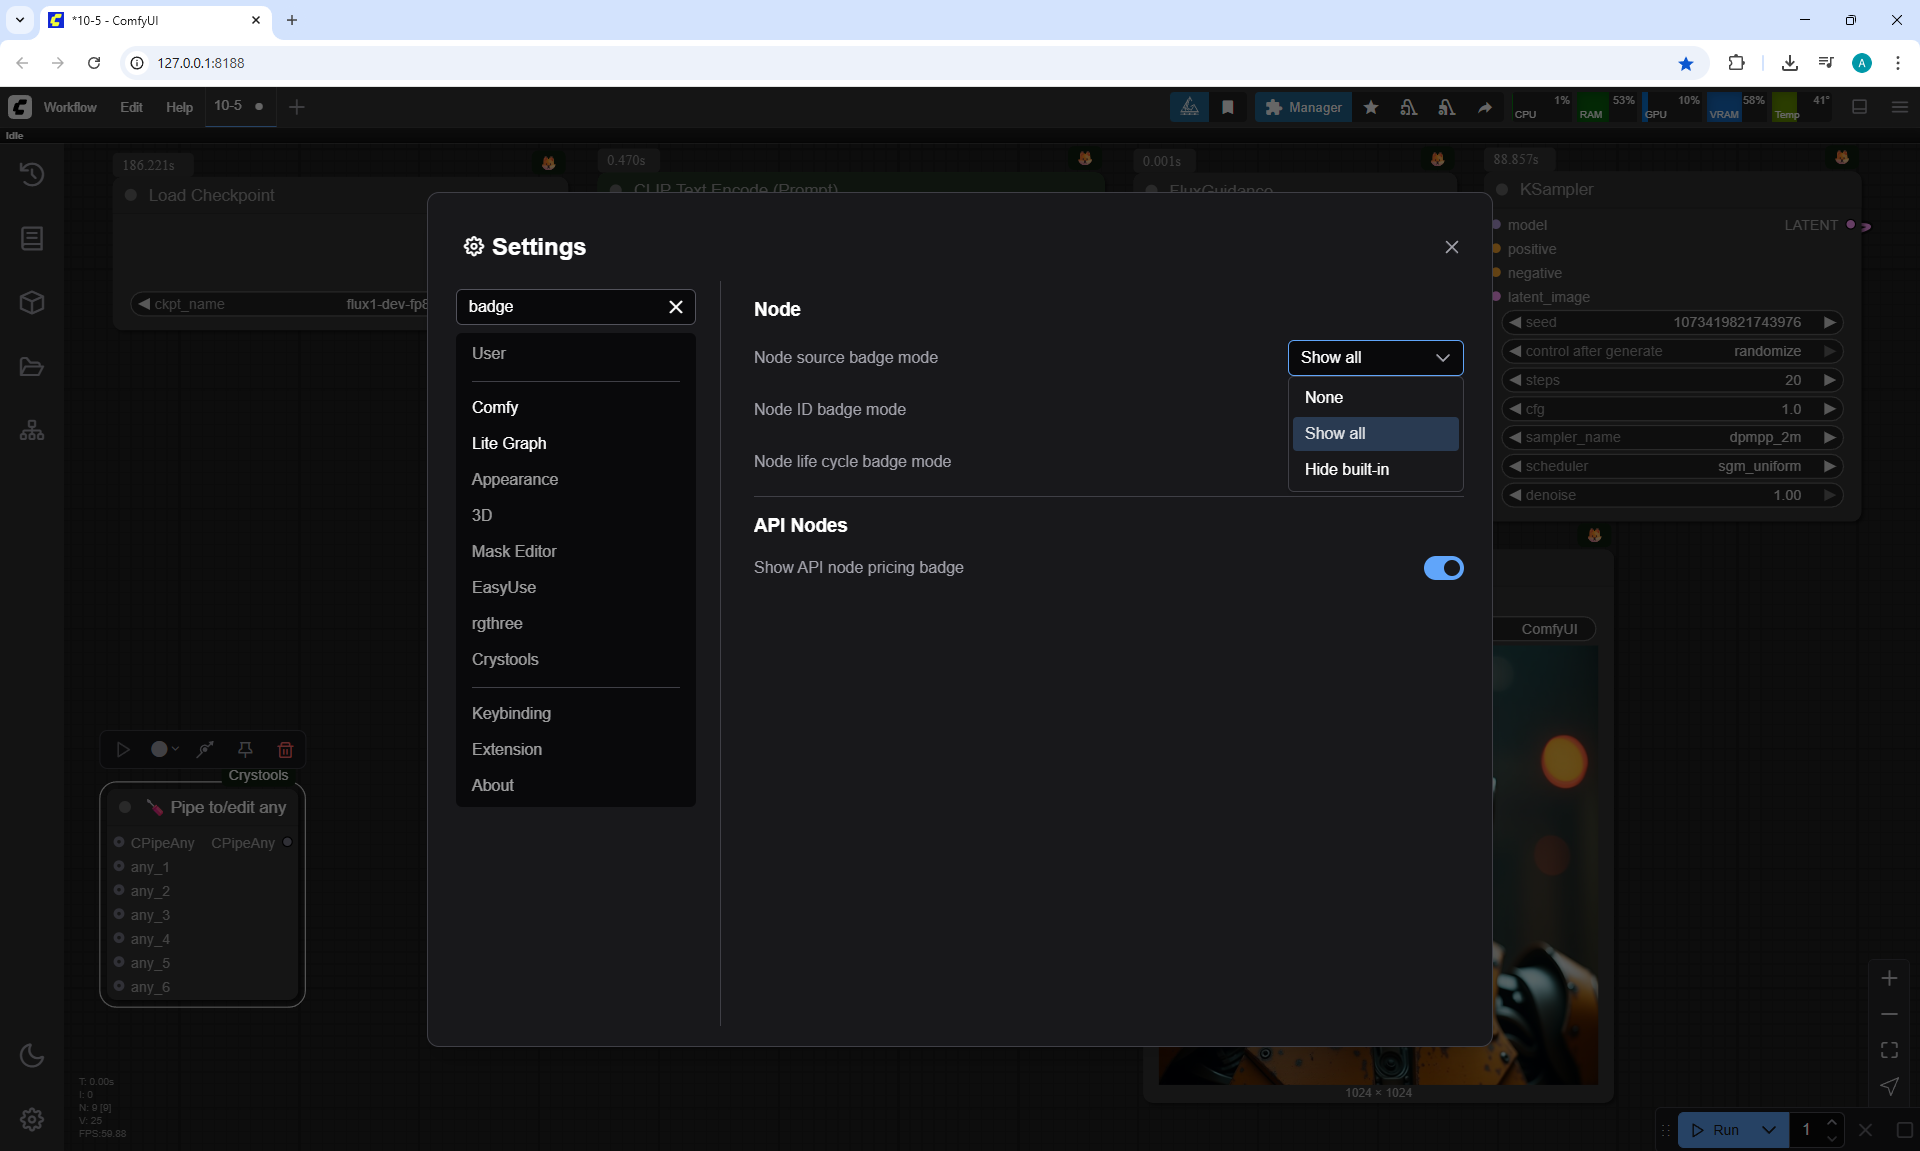 *10-5 - ComfyUI
127.0.0.1:8188
A
Workflow
Edit
Help
10-5
Manager
1%
CPU
53%
RAM
10%
GPU
58%
VRAM
41°
Temp
Idle
186.221s
Load Checkpoint
ckpt_name
flux1-dev-fp8
0.470s
CLIP Text Encode (Prompt)
0.001s
FluxGuidance
88.857s
KSampler
model
LATENT
positive
negative
latent_image
seed
1073419821743976
control after generate
randomize
steps
20
cfg
1.0
sampler_name
dpmpp_2m
scheduler
sgm_uniform
denoise
1.00
Settings
badge
User
Comfy
Lite Graph
Appearance
3D
Mask Editor
EasyUse
rgthree
Crystools
Keybinding
Extension
About
Node
Node source badge mode
Show all
None
Show all
Hide built-in
Node ID badge mode
Node life cycle badge mode
API Nodes
Show API node pricing badge
ComfyUI
Crystools
Pipe to/edit any
CPipeAny
CPipeAny
any_1
any_2
any_3
any_4
any_5
any_6
T: 0.00s
I: 0
N: 9 [9]
V: 25
FPS:59.88
1024 × 1024
Run
1